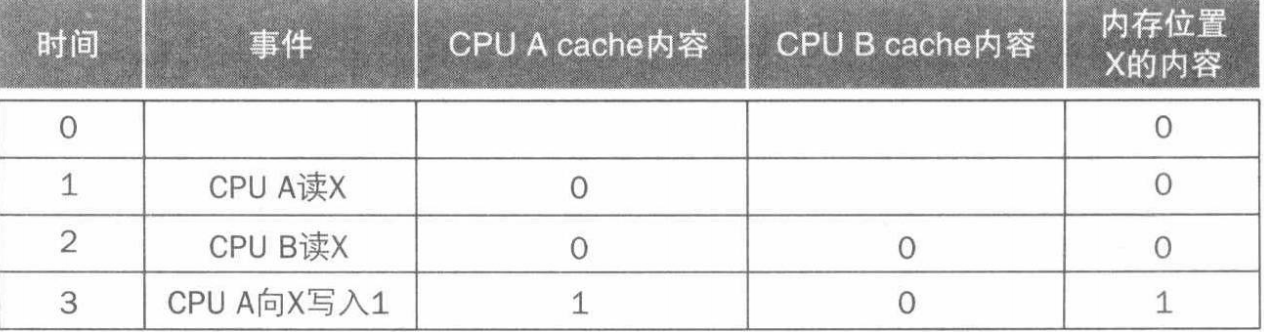 时间 事件 CPU A cache内容 CPU B cache内容 内存位置
X的内容
0 0
1 CPU A读X 0 0
2 CPU B读X 0 0 0
3 CPU A向X写入1 1 0 1